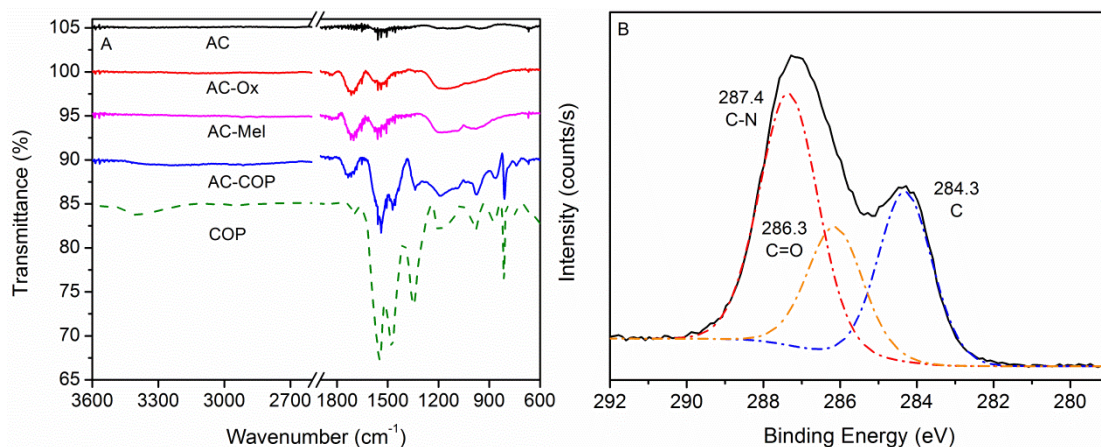 A
AC
AC-Ox
AC-Mel
AC-COP
COP
105
100
95
90
85
80
75
70
65
Transmittance (%)
3600 3300 3000 2700 1800 1500 1200 900 600
Wavenumber (cm-1)
B
287.4
C-N
286.3
C=O
284.3
C
Intensity (counts/s)
292 290 288 286 284 282 280
Binding Energy (eV)